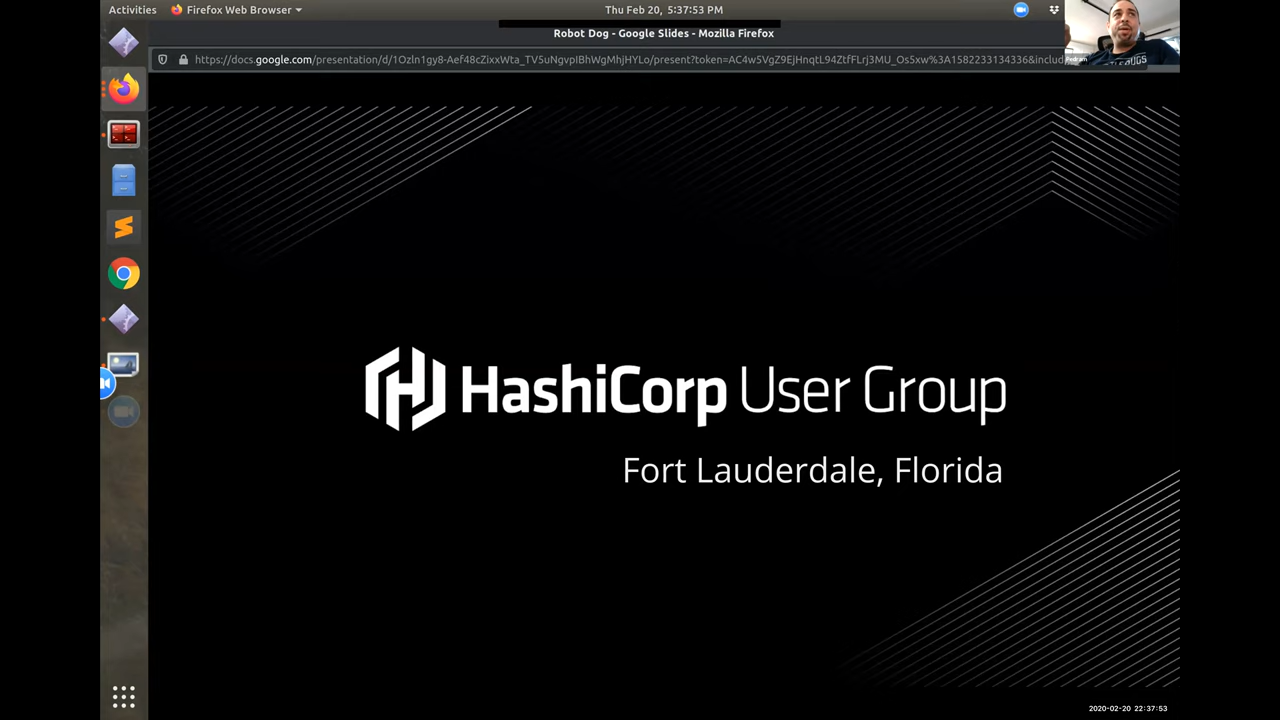 Activities
Firefox Web Browser
Thu Feb 20, 5:37:53 PM
Robot Dog - Google Slides - Mozilla Firefox
https://docs.google.com/presentation/d/1Ozln1gy8-Aef48cZixxWta_TV5uNgvpIBhWgMhjHYLo/present?token=AC4w5VgZ9EjHnqtL94ZtfFLrj3MU_Os5xw%3A1582233134336&includ
Pedram
HashiCorp User Group
Fort Lauderdale, Florida
2020-02-20 22:37:53